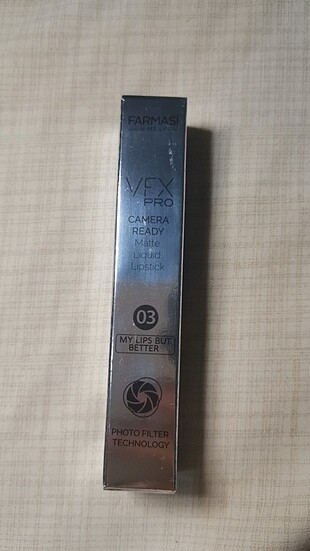 FARMASİ
VFX
PRO
CAMERA
READY
Matte
Liquid
Lipstick
03
MY LIPS BUT
BETTER
PHOTO FILTER
TECHNOLOGY